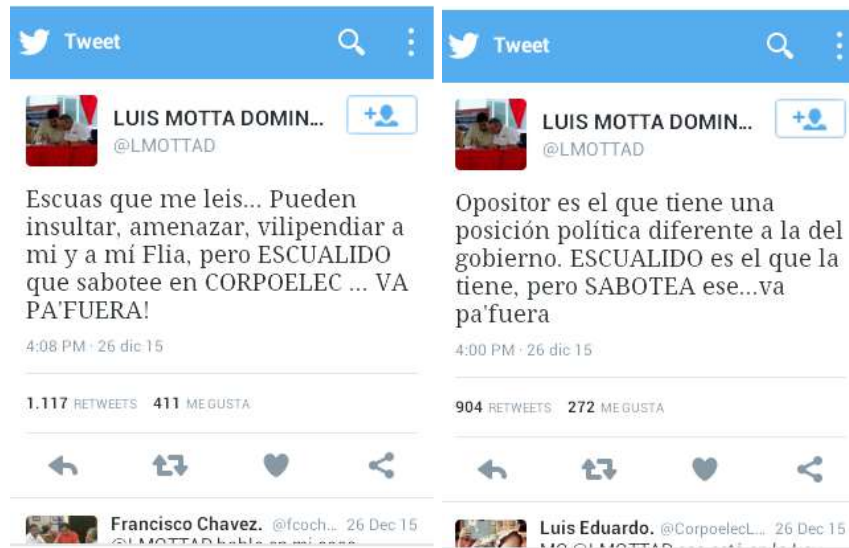 Tweet
LUIS MOTTA DOMIN...
@LMOTTAD
Escuas que me leis... Pueden
insultar, amenazar, vilipendiar a
mi y a mí Flia, pero ESCUALIDO
que sabotee en CORPOELEC ... VA
PA'FUERA!
4:08 PM · 26 dic 15
1.117 RETWEETS 411 ME GUSTA
Francisco Chavez. @fcoch... 26 Dec 15
Tweet
LUIS MOTTA DOMIN...
@LMOTTAD
Opositor es el que tiene una
posición política diferente a la del
gobierno. ESCUALIDO es el que la
tiene, pero SABOTEA ese...va
pa'fuera
4:00 PM · 26 dic 15
904 RETWEETS 272 ME GUSTA
Luis Eduardo. @CorpoelecL... 26 Dec 15